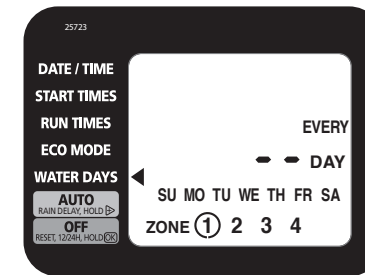 25723
DATE / TIME
START TIMES
RUN TIMES
EVERY
ECO MODE
-- DAY
WATER DAYS
SU MO TU WE TH FR SA
AUTO
RAIN DELAY, HOLD
ZONE 1 2 3 4
OFF
RESET, 12/24H, HOLD OK